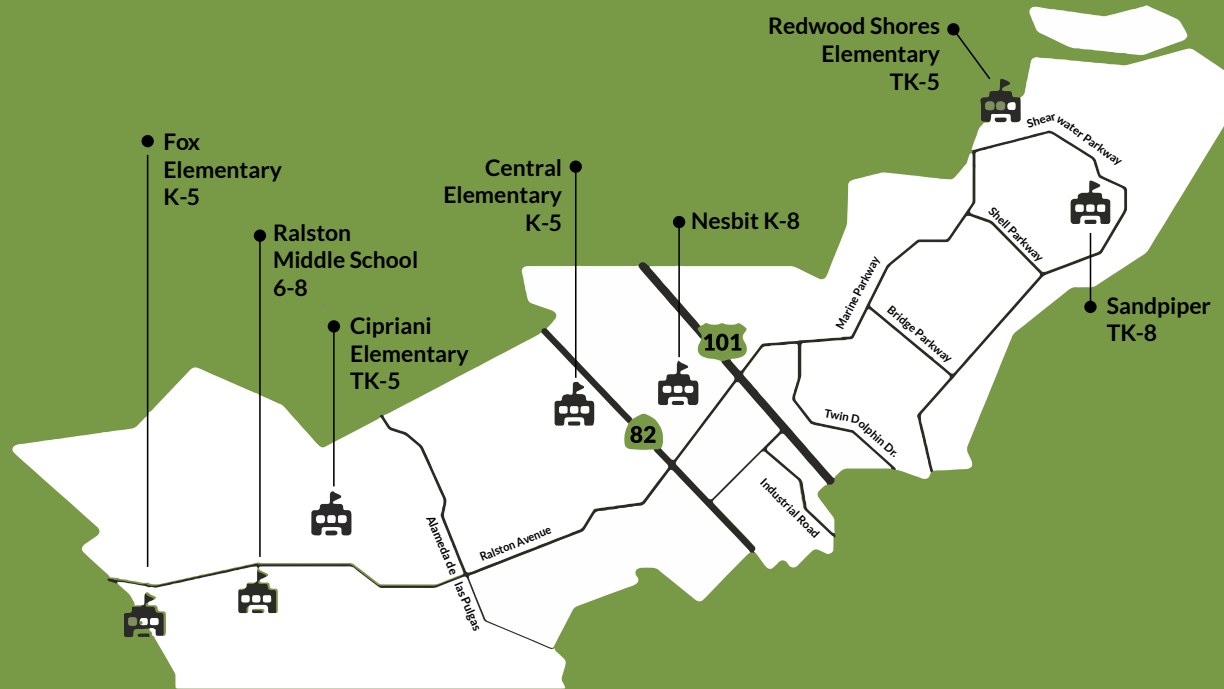 Redwood Shores
Elementary
TK-5
Fox
Elementary
K-5
Central
Elementary
K-5
Ralston
Middle School
6-8
Nesbit K-8
Cipriani
Elementary
TK-5
Sandpiper
TK-8
Shearwater Parkway
Shell Parkway
Marine Parkway
Bridge Parkway
101
82
Twin Dolphin Dr.
Industrial Road
Ralston Avenue
Alameda de las Pulgas